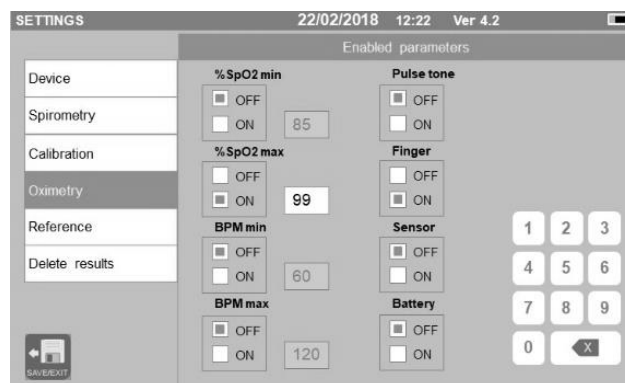 SETTINGS 22/02/2018 12:22 Ver 4.2
Enabled parameters
Device
Spirometry
Calibration
Oximetry
Reference
Delete results
SAVE/EXIT
%SpO2 min
OFF
ON 85
%SpO2 max
OFF
ON 99
BPM min
OFF
ON 60
BPM max
OFF
ON 120
Pulse tone
OFF
ON
Finger
OFF
ON
Sensor
OFF
ON
Battery
OFF
ON
1 2 3
4 5 6
7 8 9
0 X